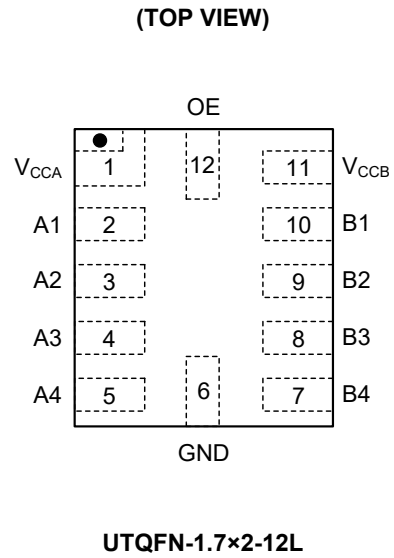 (TOP VIEW)
OE
VCCA 1 12 11 VCCB
A1 2 10 B1
A2 3 9 B2
A3 4 8 B3
A4 5 6 7 B4
GND
UTQFN-1.7×2-12L